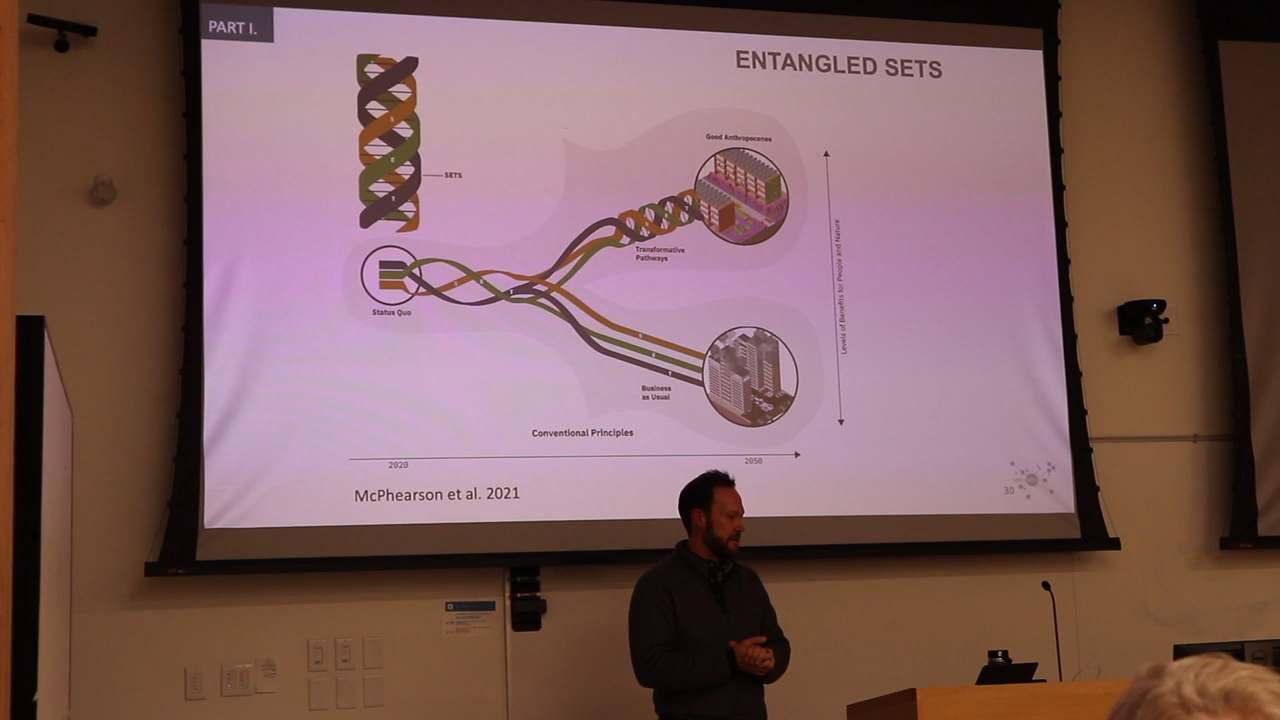 PART I.
ENTANGLED SETS
S
E
T
SETS
Good Anthropocenes
Transformative
Pathways
Status Quo
S
E
T
Levels of Benefits for People and Nature
S
E
T
Business
as Usual
Conventional Principles
2020
2050
McPhearson et al. 2021
30